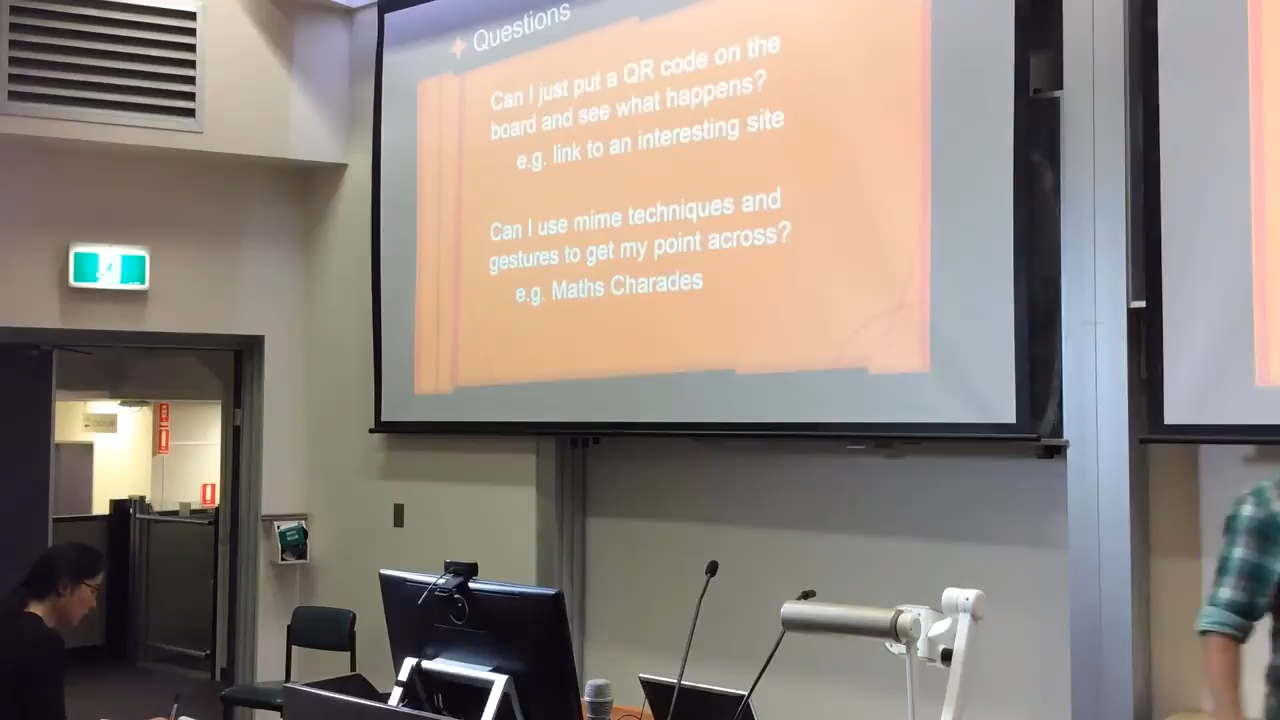 Questions
Can I just put a QR code on the
board and see what happens?
e.g. link to an interesting site
Can I use mime techniques and
gestures to get my point across?
e.g. Maths Charades